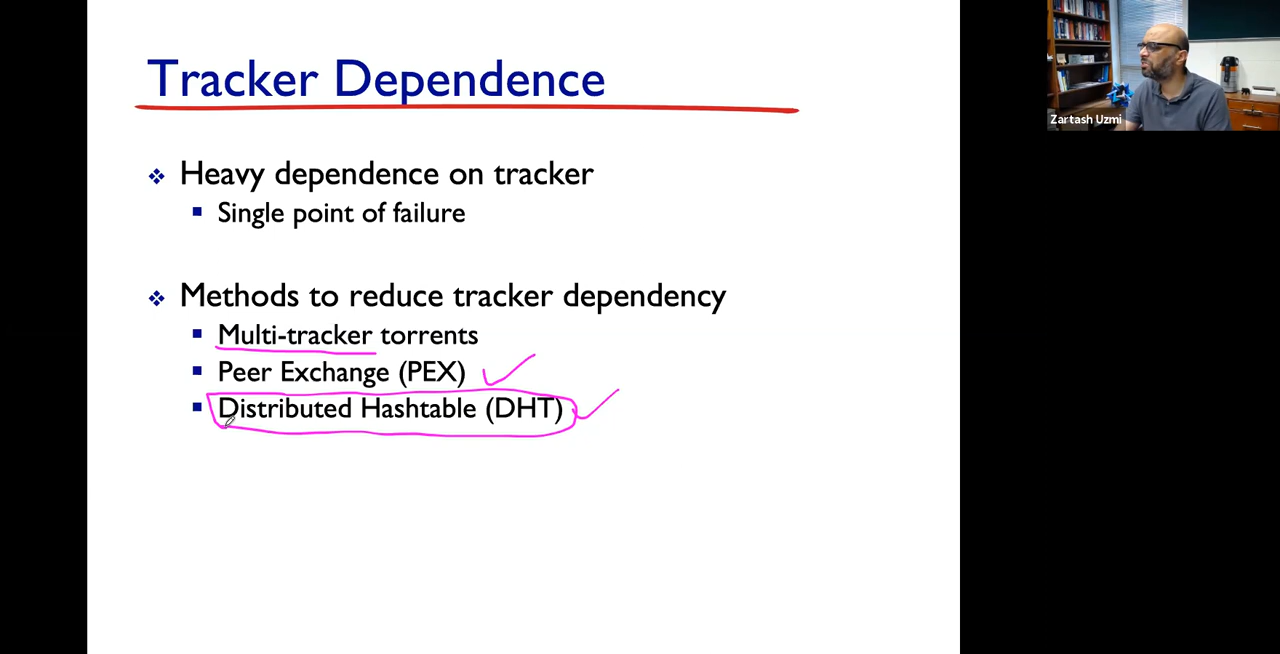 Tracker Dependence
Heavy dependence on tracker
Single point of failure
Methods to reduce tracker dependency
Multi-tracker torrents
Peer Exchange (PEX)
Distributed Hashtable (DHT)
Zartash Uzmi